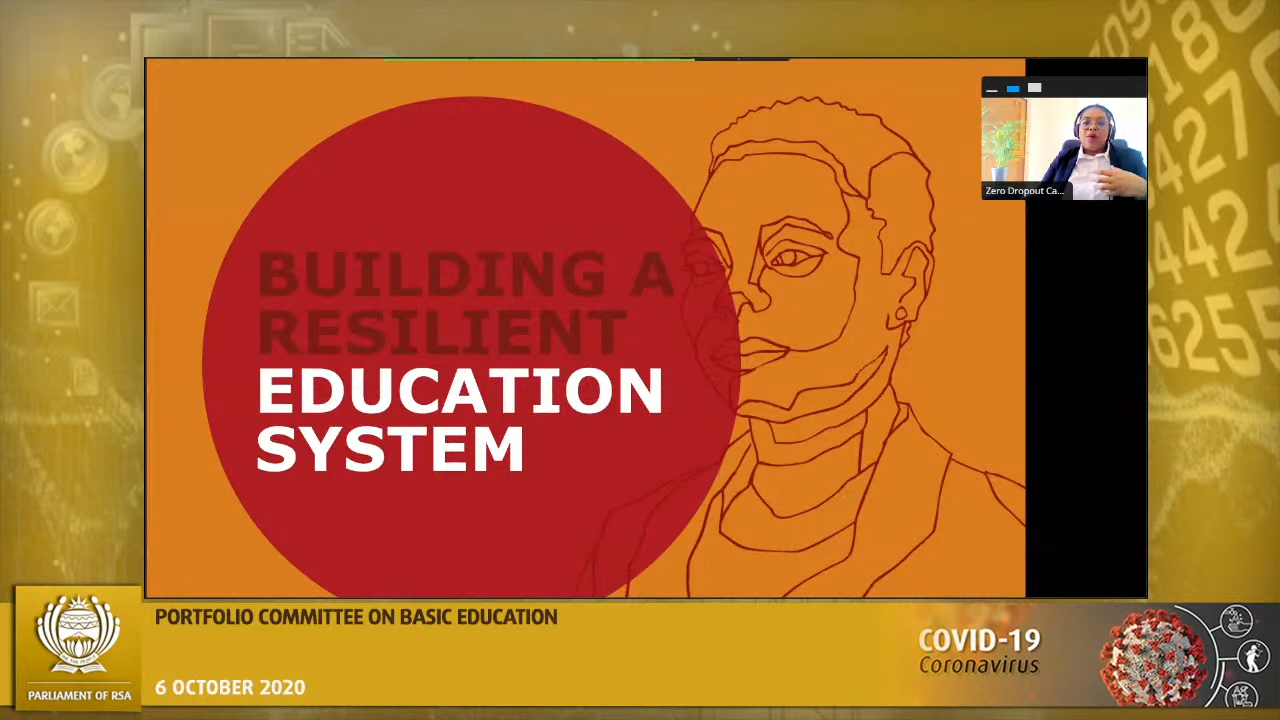 BUILDING A
RESILIENT
EDUCATION
SYSTEM
Zero Dropout Ca...
PORTFOLIO COMMITTEE ON BASIC EDUCATION
6 OCTOBER 2020
PARLIAMENT OF RSA
COVID-19
Coronavirus